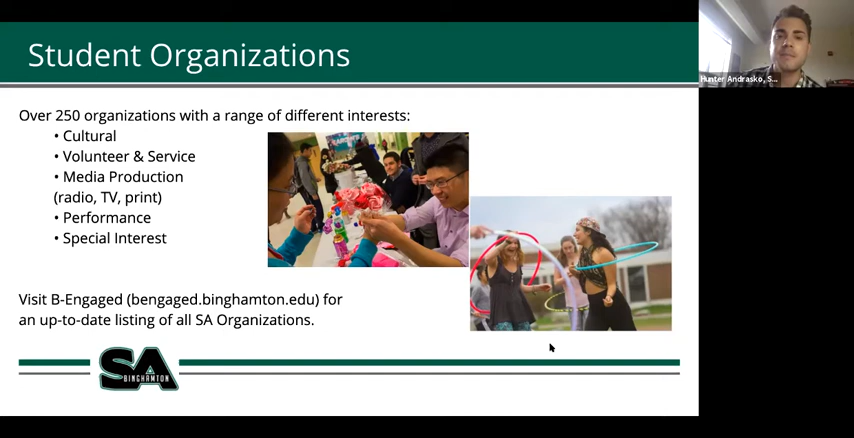 Student Organizations
Hunter Andrasko, S...
Over 250 organizations with a range of different interests:
• Cultural
• Volunteer & Service
• Media Production
(radio, TV, print)
• Performance
• Special Interest
Visit B-Engaged (bengaged.binghamton.edu) for
an up-to-date listing of all SA Organizations.
SA
BINGHAMTON